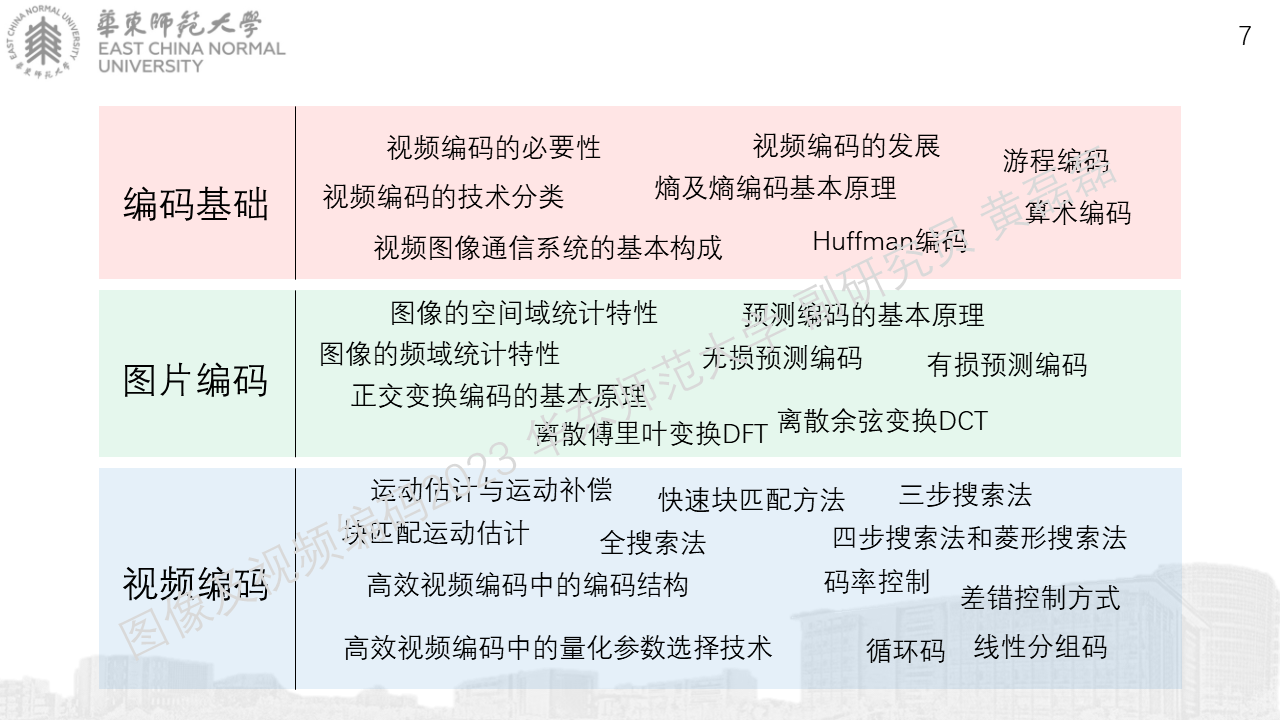 華東師範大學
EAST CHINA NORMAL
UNIVERSITY
EAST CHINA NORMAL UNIVERSITY
華東师范大学
7
编码基础
视频编码的必要性
视频编码的发展
游程编码
视频编码的技术分类
熵及熵编码基本原理
算术编码
视频图像通信系统的基本构成
Huffman编码
图片编码
图像的空间域统计特性
预测编码的基本原理
图像的频域统计特性
无损预测编码
有损预测编码
正交变换编码的基本原理
离散傅里叶变换DFT
离散余弦变换DCT
视频编码
运动估计与运动补偿
快速块匹配方法
三步搜索法
块匹配运动估计
全搜索法
四步搜索法和菱形搜索法
高效视频编码中的编码结构
码率控制
差错控制方式
高效视频编码中的量化参数选择技术
循环码
线性分组码
图像及视频编码2023 华东师范大学 副研究员 黄磊磊